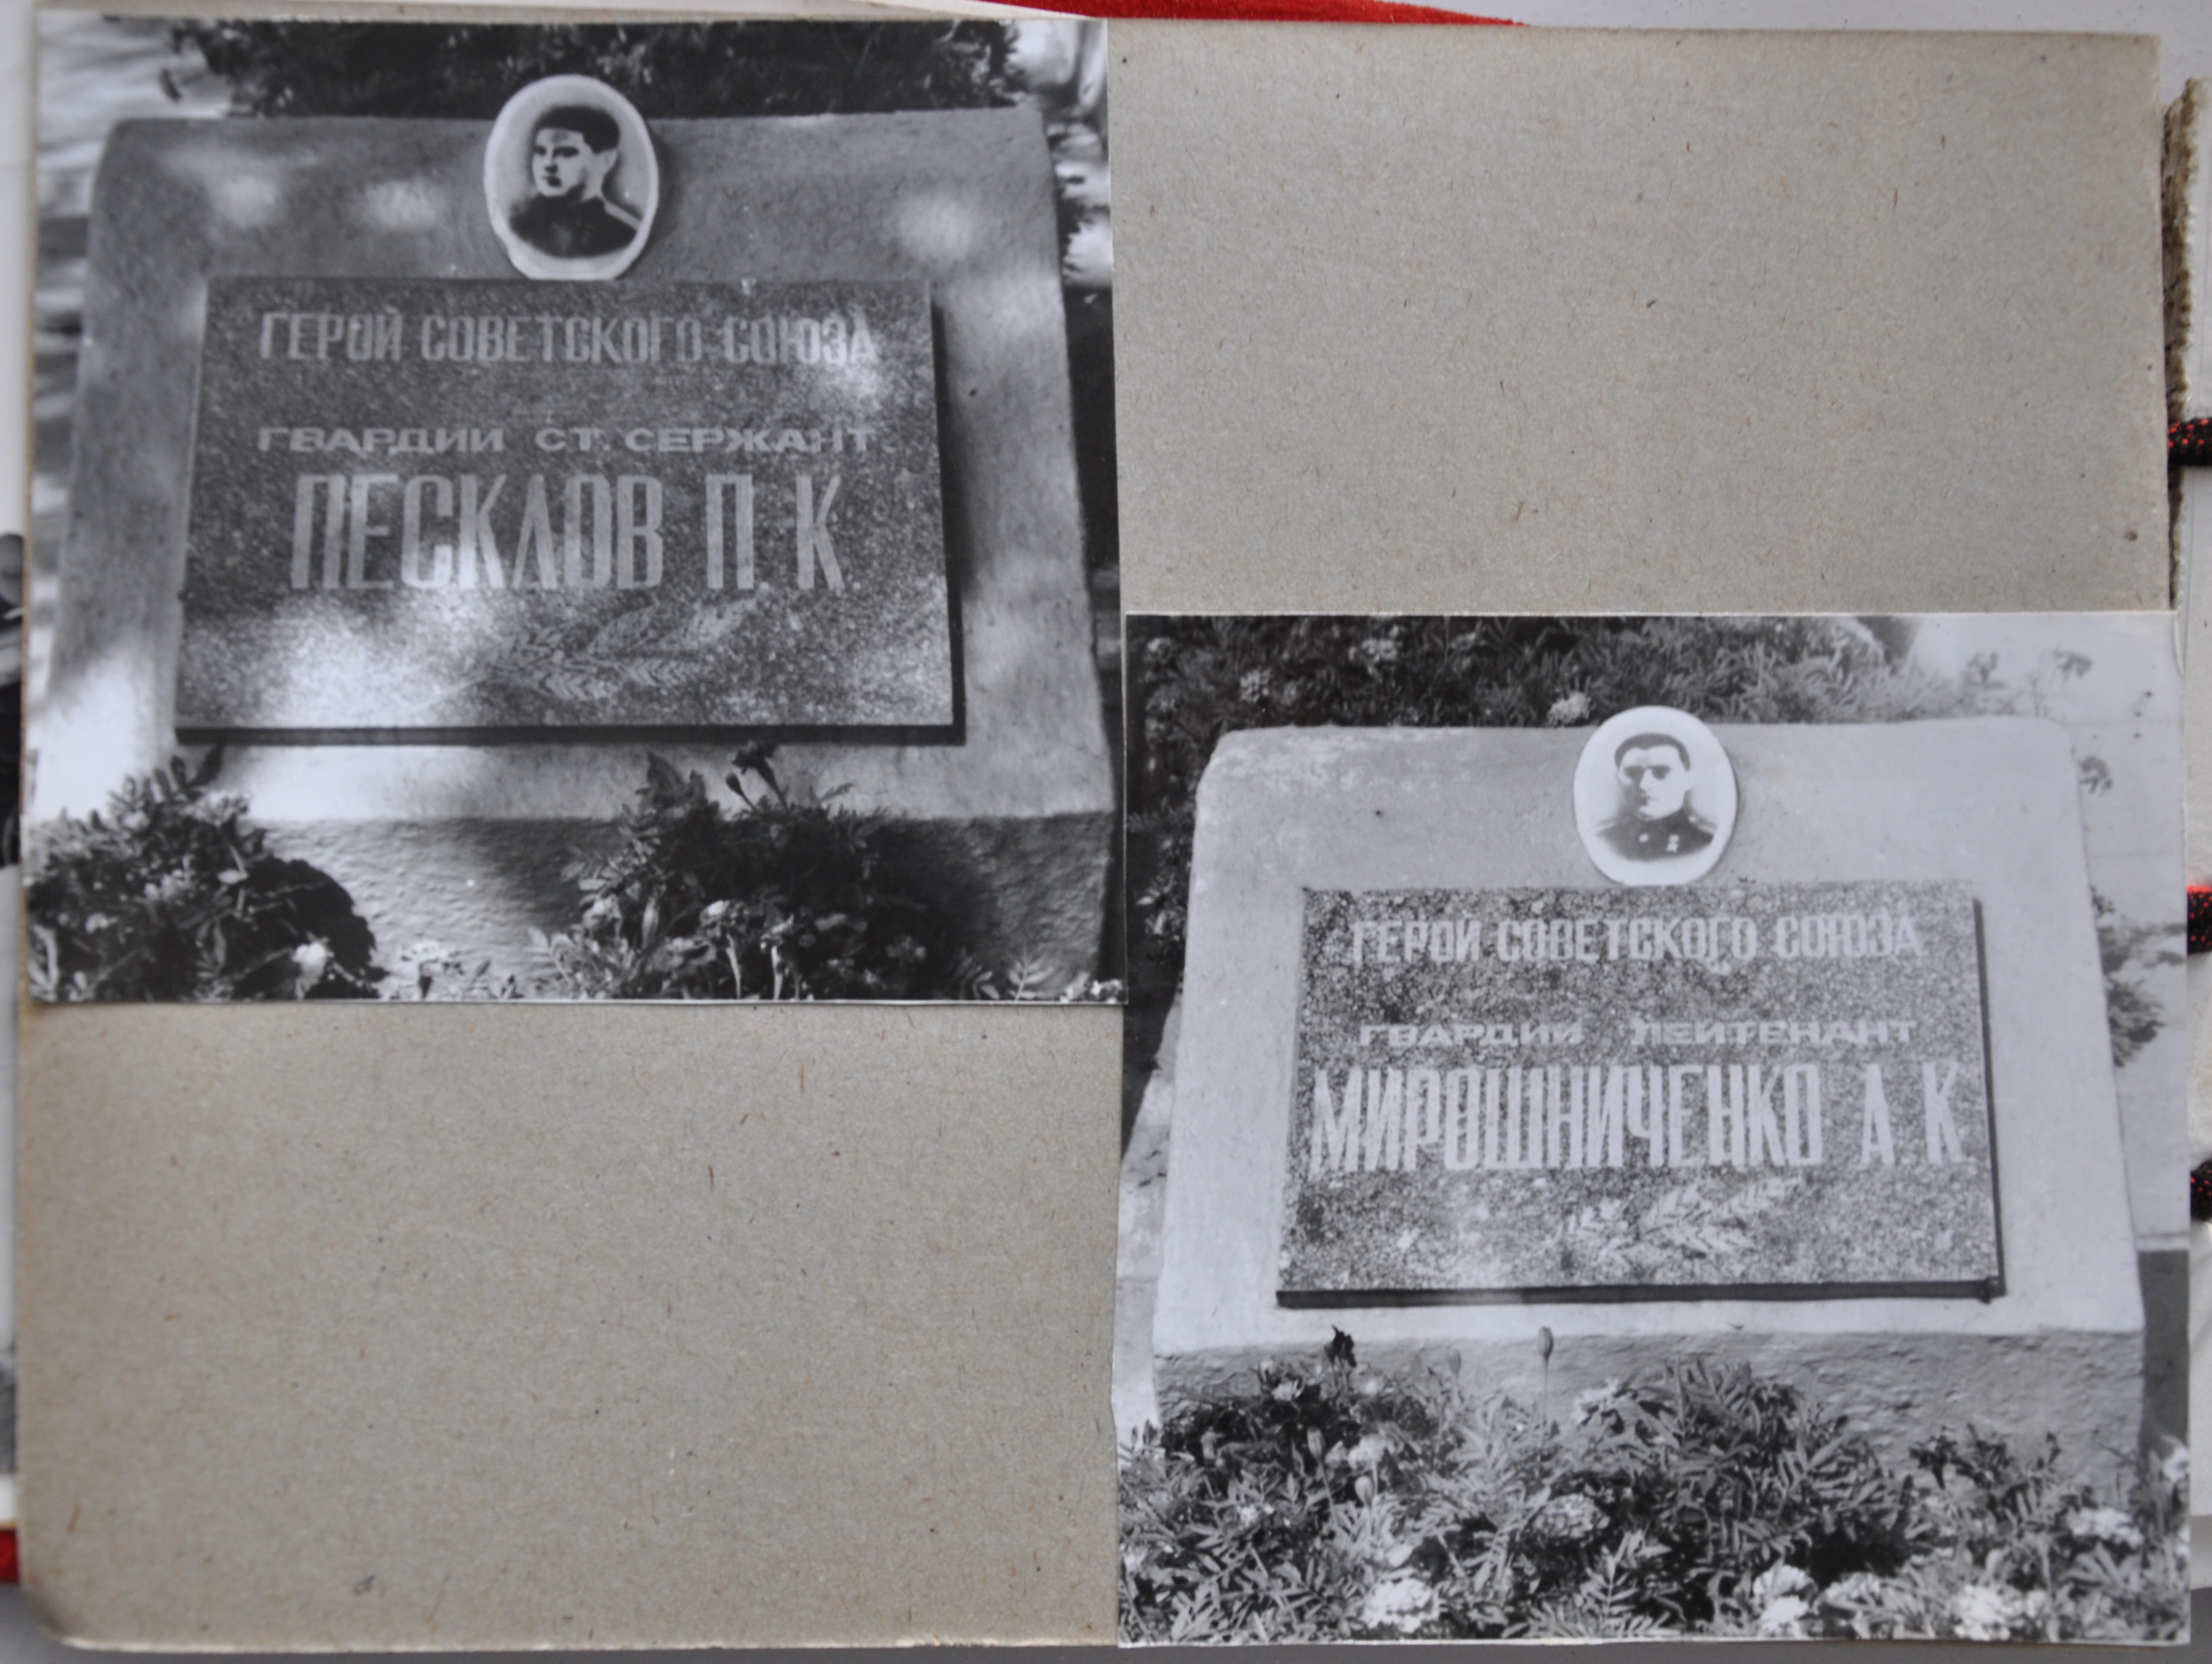 ГЕРОЙ СОВЕТСКОГО СОЮЗА
ГВАРДИИ СТ. СЕРЖАНТ
ПЕСКЛОВ П. К.
ГЕРОЙ СОВЕТСКОГО СОЮЗА
ГВАРДИИ ЛЕЙТЕНАНТ
МИРОШНИЧЕНКО А. К.